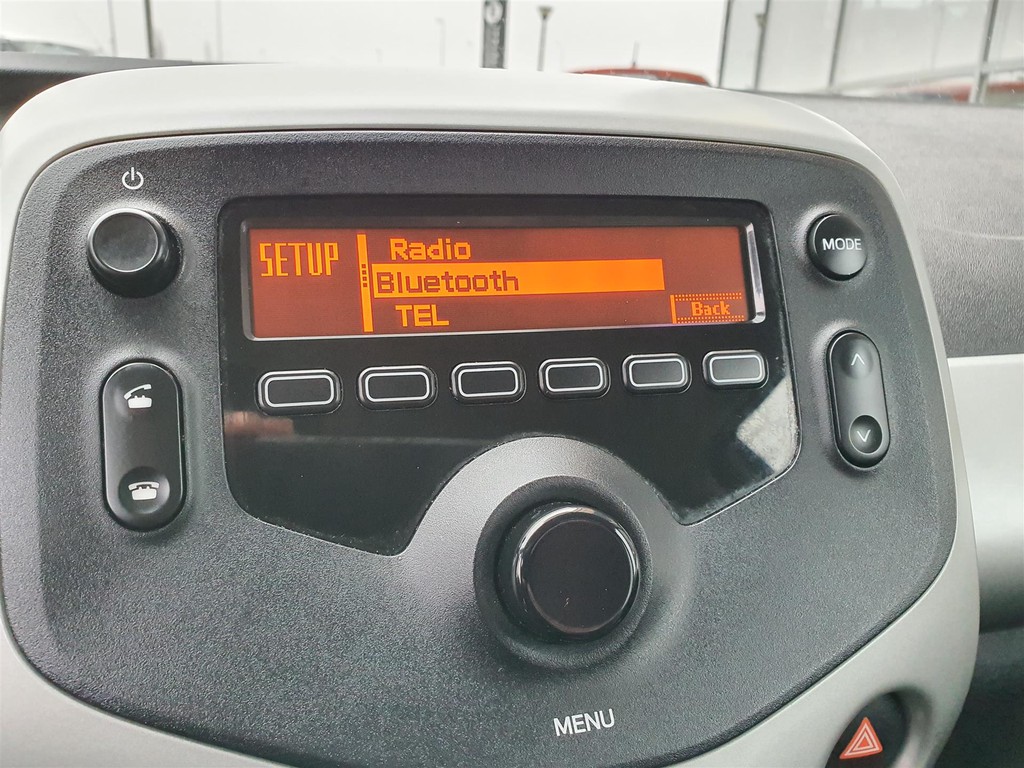 SETUP
Radio
Bluetooth
TEL
Back
MODE
MENU